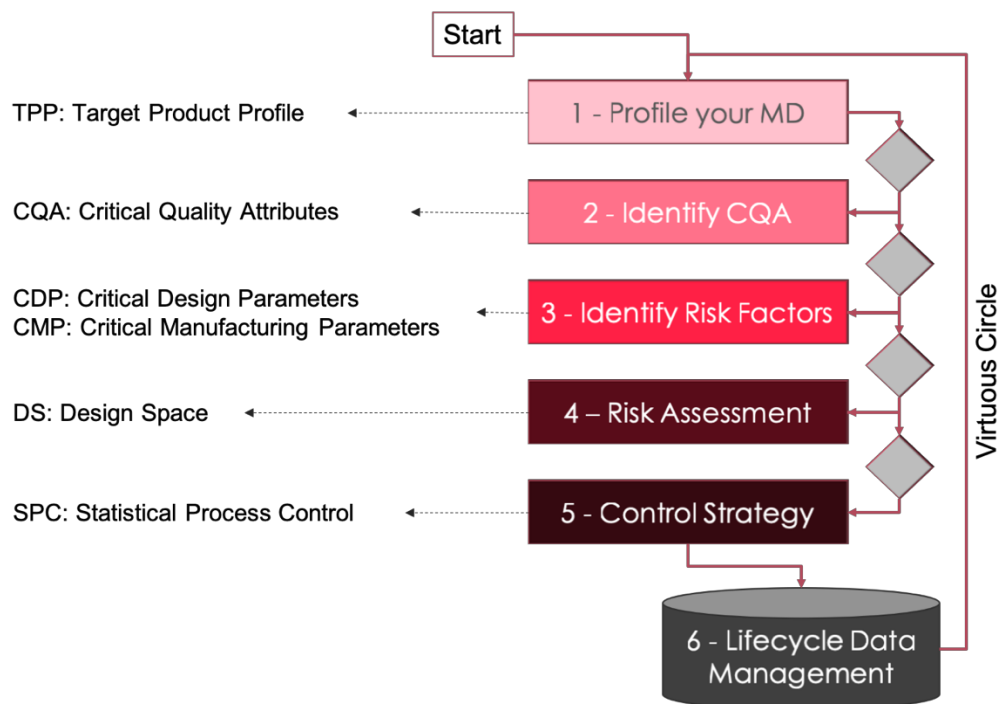 Start
TPP: Target Product Profile
1 - Profile your MD
CQA: Critical Quality Attributes
2 - Identify CQA
CDP: Critical Design Parameters
CMP: Critical Manufacturing Parameters
3 - Identify Risk Factors
DS: Design Space
4 – Risk Assessment
SPC: Statistical Process Control
5 - Control Strategy
6 - Lifecycle Data
Management
Virtuous Circle